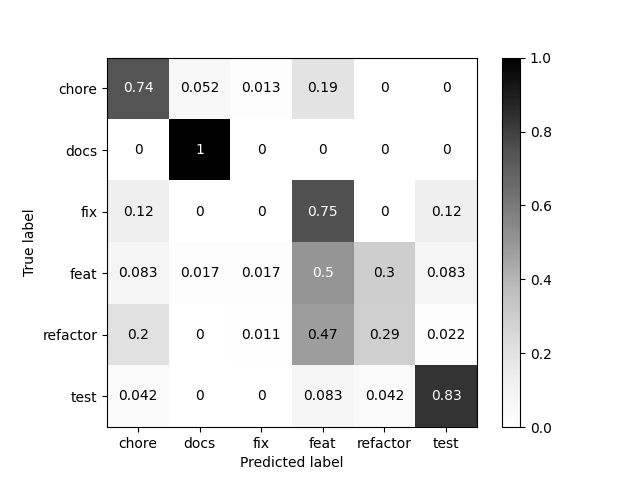 chore 0.74 0.052 0.013 0.19 0 0
docs 0 1 0 0 0 0
fix 0.12 0 0 0.75 0 0.12
feat 0.083 0.017 0.017 0.5 0.3 0.083
refactor 0.2 0 0.011 0.47 0.29 0.022
test 0.042 0 0 0.083 0.042 0.83
chore docs fix feat refactor test
Predicted label
True label
1.0
0.8
0.6
0.4
0.2
0.0